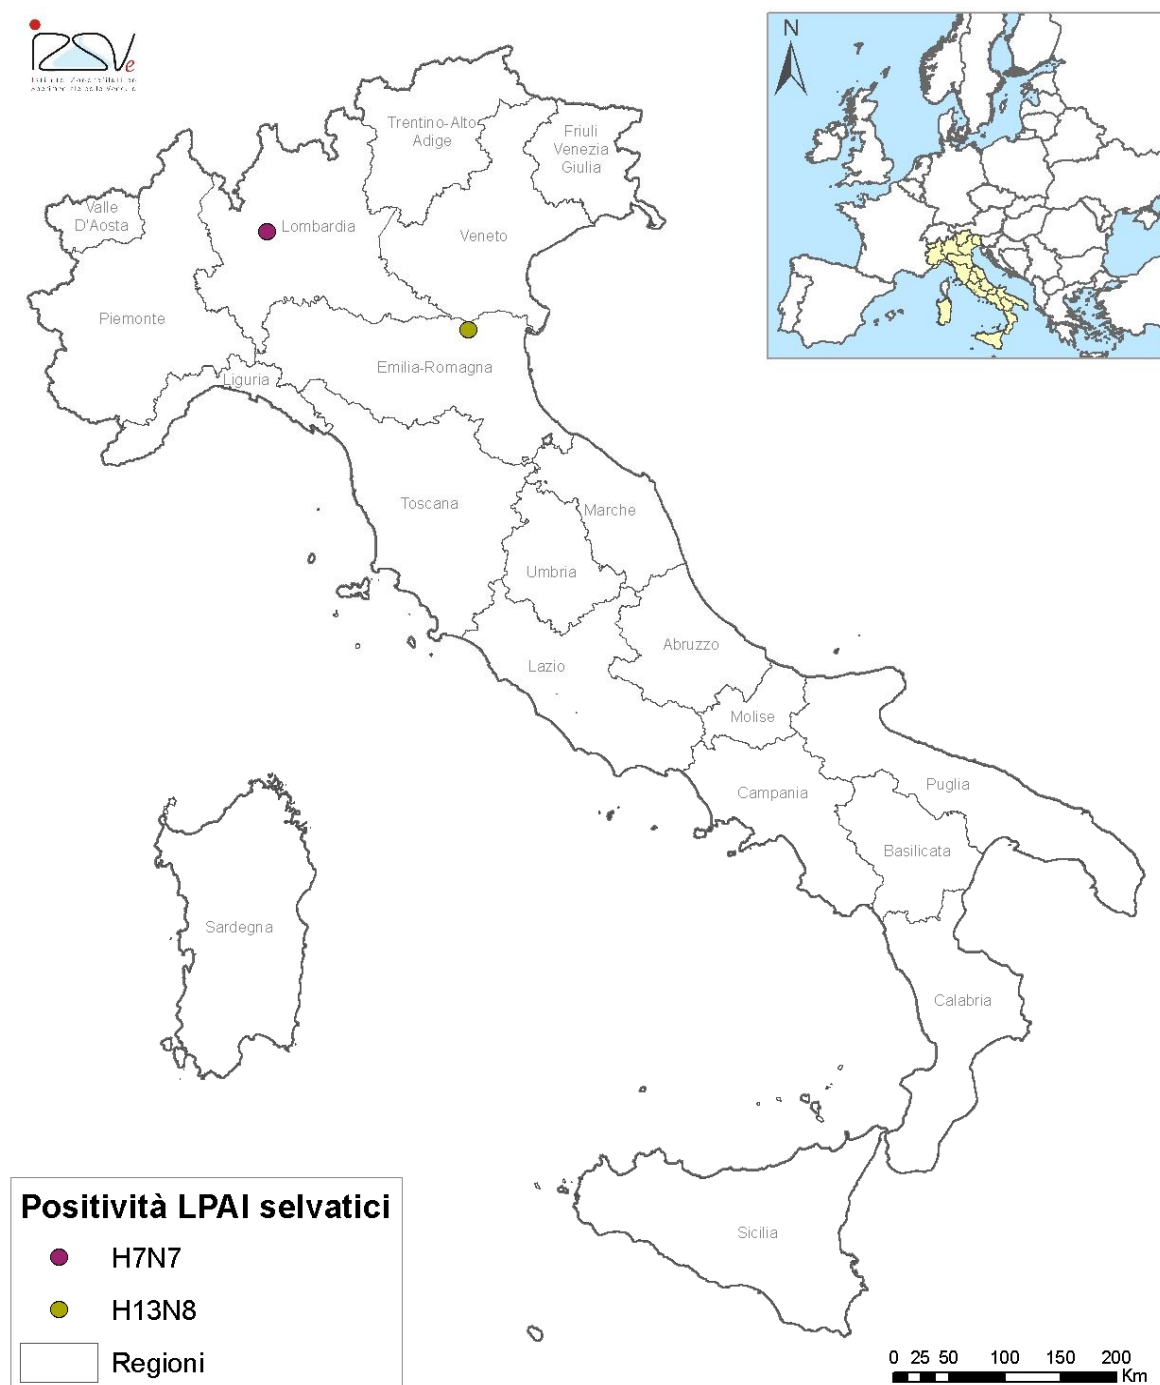 IZSVe
N
Trentino-Alto
Adige
Friuli
Venezia
Giulia
Valle
D'Aosta
Lombardia
Veneto
Piemonte
Emilia-Romagna
Liguria
Toscana
Marche
Umbria
Abruzzo
Lazio
Molise
Campania
Puglia
Basilicata
Sardegna
Calabria
Sicilia
Positività LPAI selvatici
H7N7
H13N8
Regioni
0 25 50 100 150 200
Km